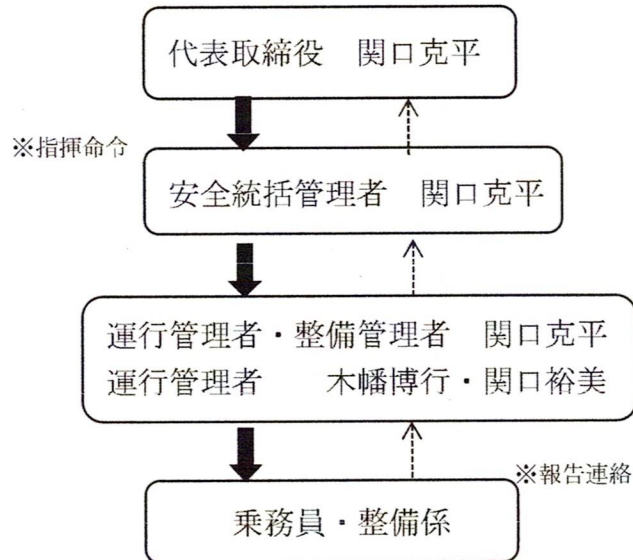 代表取締役　関口克平
※指揮命令
安全統括管理者　関口克平
運行管理者・整備管理者　関口克平
運行管理者　　木幡博行・関口裕美
※報告連絡
乗務員・整備係